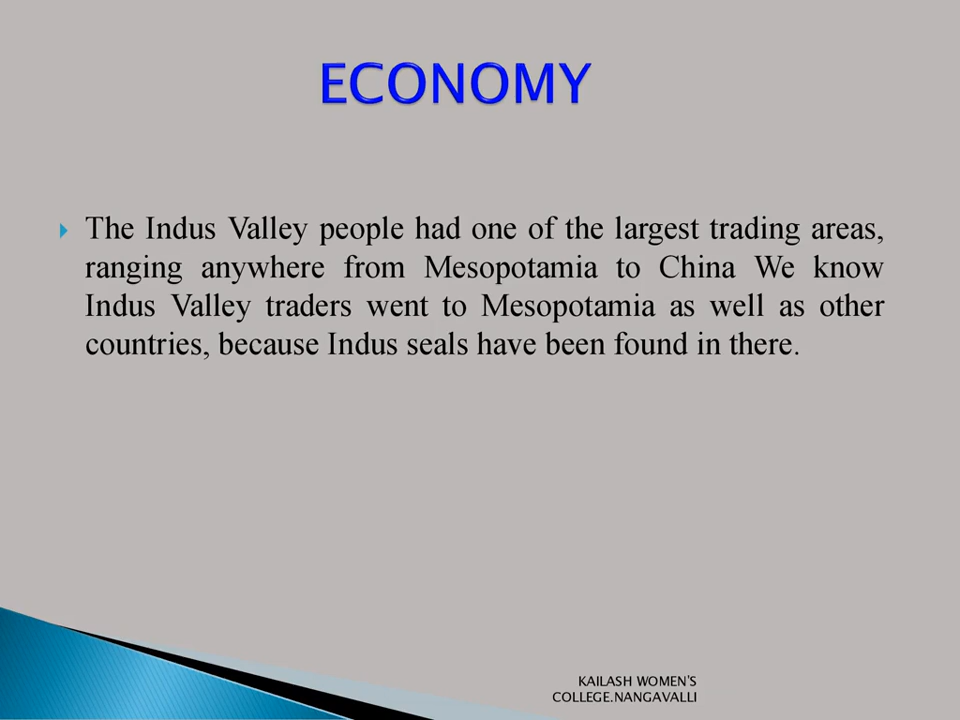 ECONOMY
The Indus Valley people had one of the largest trading areas,
ranging anywhere from Mesopotamia to China We know
Indus Valley traders went to Mesopotamia as well as other
countries, because Indus seals have been found in there.
KAILASH WOMEN'S
COLLEGE.NANGAVALLI